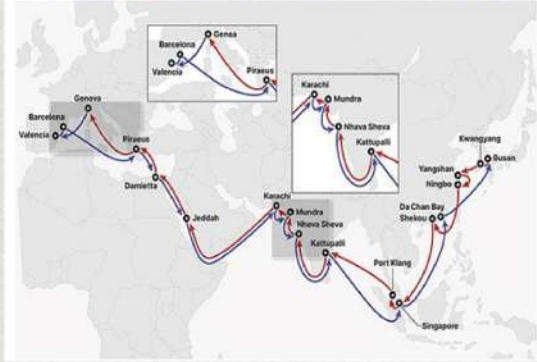 Barcelona
Genoa
Valencia
Piraeus
Karachi
Mundra
Nhava Sheva
Kattupalli
Genova
Barcelona
Valencia
Piraeus
Damietta
Jeddah
Karachi
Mundra
Nhava Sheva
Kattupalli
Kwangyang
Busan
Yangshan
Ningbo
Da Chan Bay
Shekou
Port Klang
Singapore